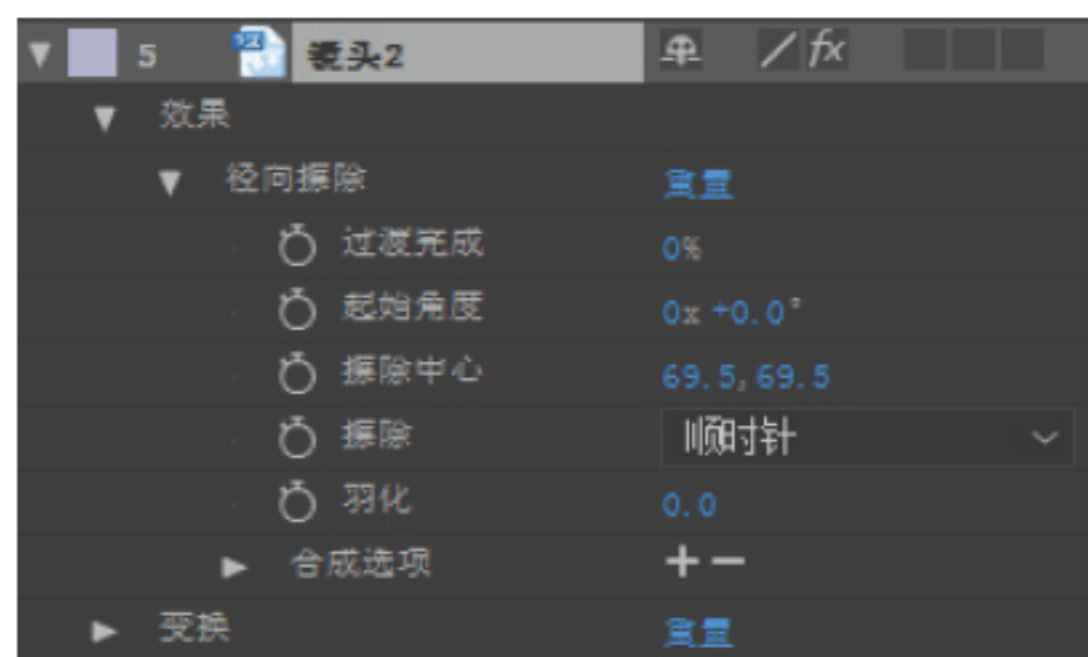 5 镜头2 fx
效果
径向擦除 重置
过渡完成 0%
起始角度 0x +0.0°
擦除中心 69.5, 69.5
擦除 顺时针
羽化 0.0
合成选项 + −
变换 重置